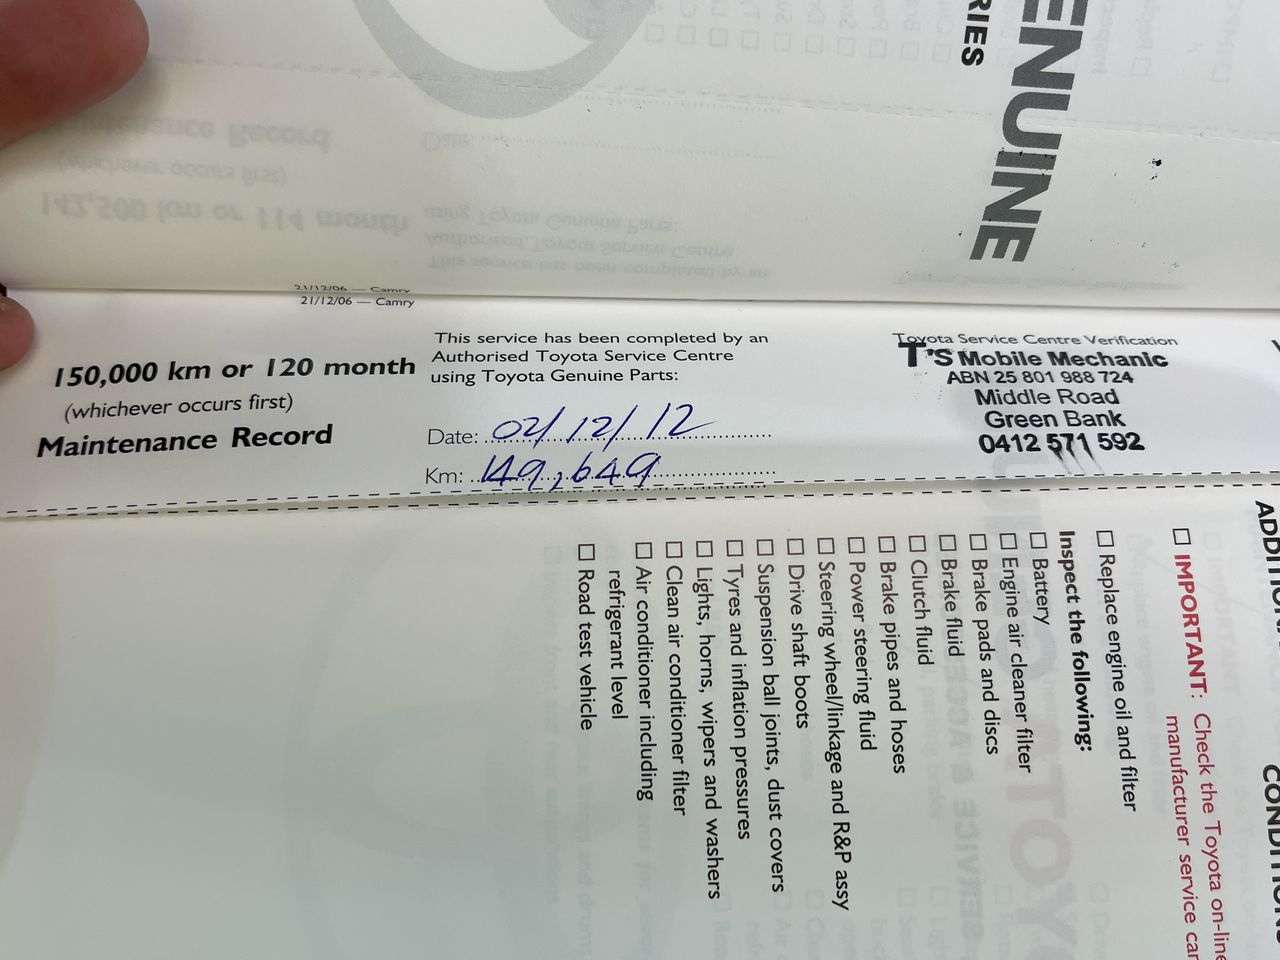 RIES
ENUINE
21/12/06 — Camry
21/12/06 — Camry
150,000 km or 120 month
(whichever occurs first)
Maintenance Record
This service has been completed by an
Authorised Toyota Service Centre
using Toyota Genuine Parts:
Date: 02/12/12
Km: 149,649
Toyota Service Centre Verification
T'S Mobile Mechanic
ABN 25 801 988 724
Middle Road
Green Bank
0412 571 592
☐ IMPORTANT: Check the Toyota on-line
manufacturer service car
☐ Replace engine oil and filter
Inspect the following:
☐ Battery
☐ Engine air cleaner filter
☐ Brake pads and discs
☐ Brake fluid
☐ Clutch fluid
☐ Brake pipes and hoses
☐ Power steering fluid
☐ Steering wheel/linkage and R&P assy
☐ Drive shaft boots
☐ Suspension ball joints, dust covers
☐ Tyres and inflation pressures
☐ Lights, horns, wipers and washers
☐ Clean air conditioner filter
☐ Air conditioner including
refrigerant level
☐ Road test vehicle